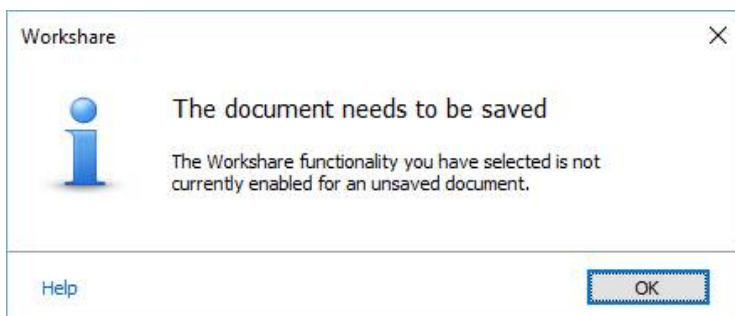 Workshare
The document needs to be saved
The Workshare functionality you have selected is not
currently enabled for an unsaved document.
Help
OK